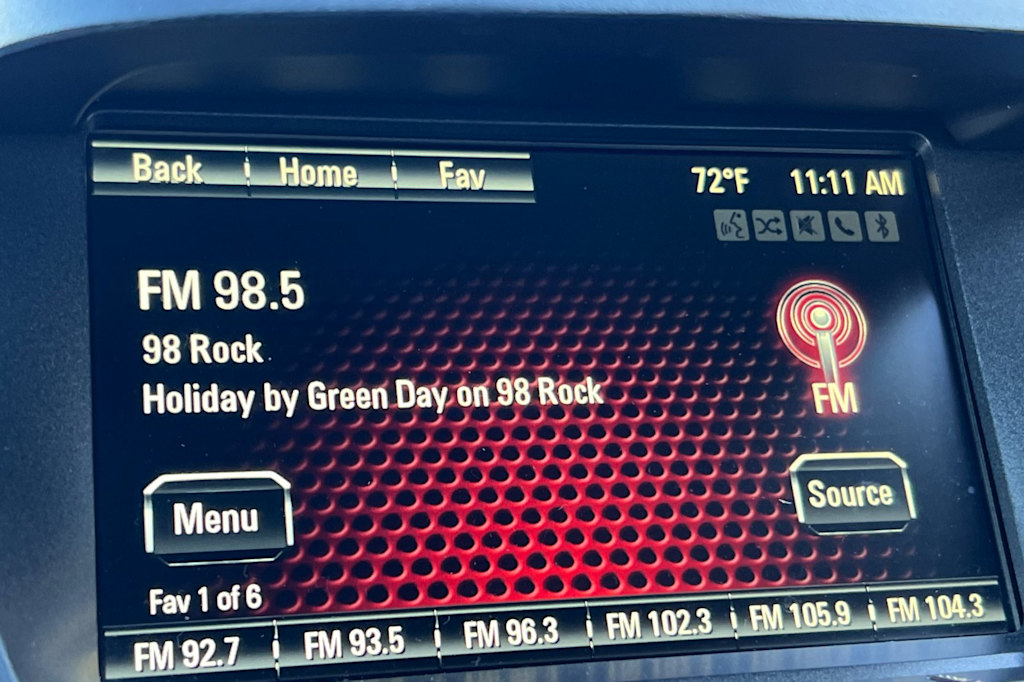 Back Home Fav 72°F 11:11 AM
FM 98.5
98 Rock
Holiday by Green Day on 98 Rock
FM
Menu Source
Fav 1 of 6
FM 92.7 FM 93.5 FM 96.3 FM 102.3 FM 105.9 FM 104.3